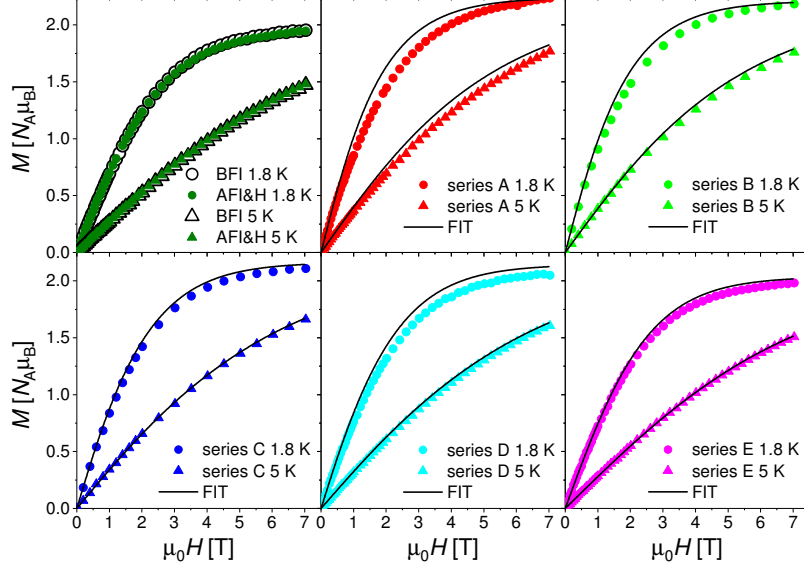 M [N_Aμ_B]
2.0
1.5
1.0
0.5
0.0
BFI 1.8 K
AFI&H 1.8 K
BFI 5 K
AFI&H 5 K
series A 1.8 K
series A 5 K
FIT
series B 1.8 K
series B 5 K
FIT
M [N_Aμ_B]
2.0
1.5
1.0
0.5
0.0
series C 1.8 K
series C 5 K
FIT
series D 1.8 K
series D 5 K
FIT
series E 1.8 K
series E 5 K
FIT
0 1 2 3 4 5 6 7 0 1 2 3 4 5 6 7 0 1 2 3 4 5 6 7
μ₀H [T] μ₀H [T] μ₀H [T]